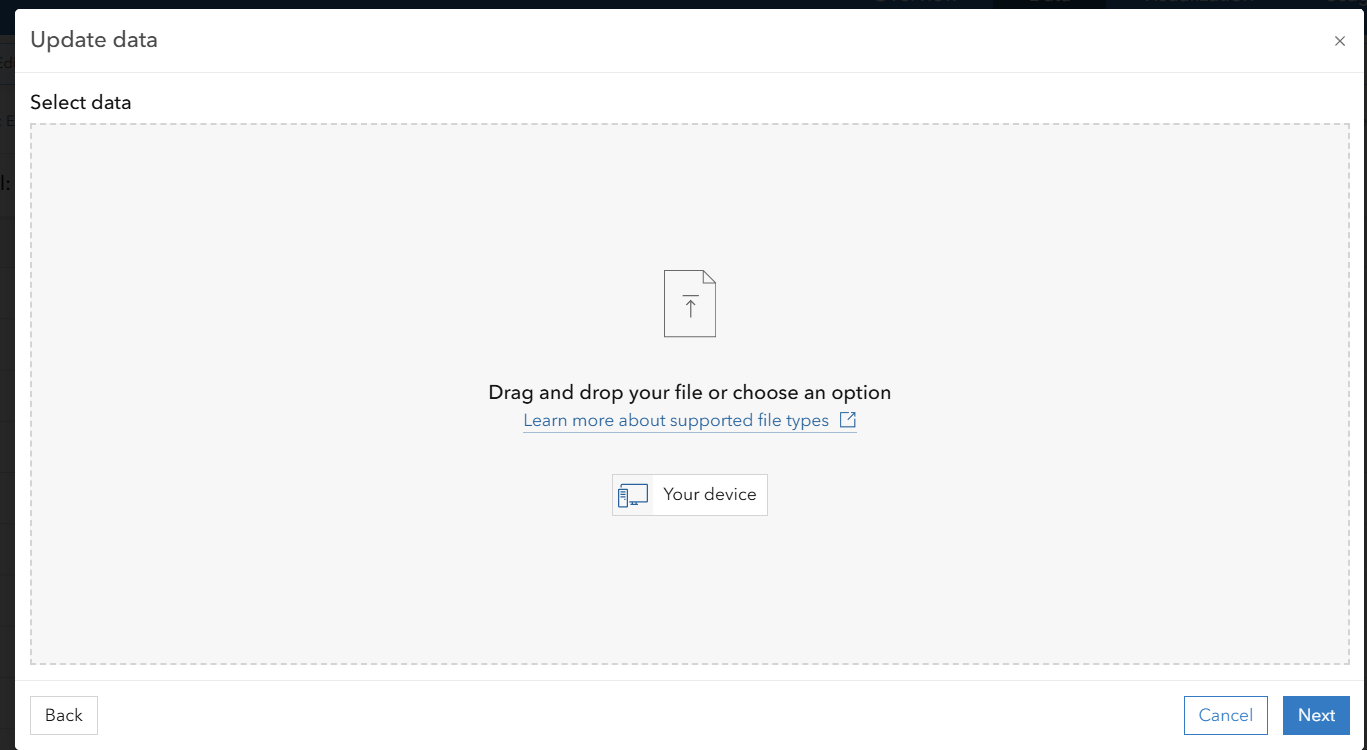 Update data
Select data
Drag and drop your file or choose an option
Learn more about supported file types
Your device
Back
Cancel
Next